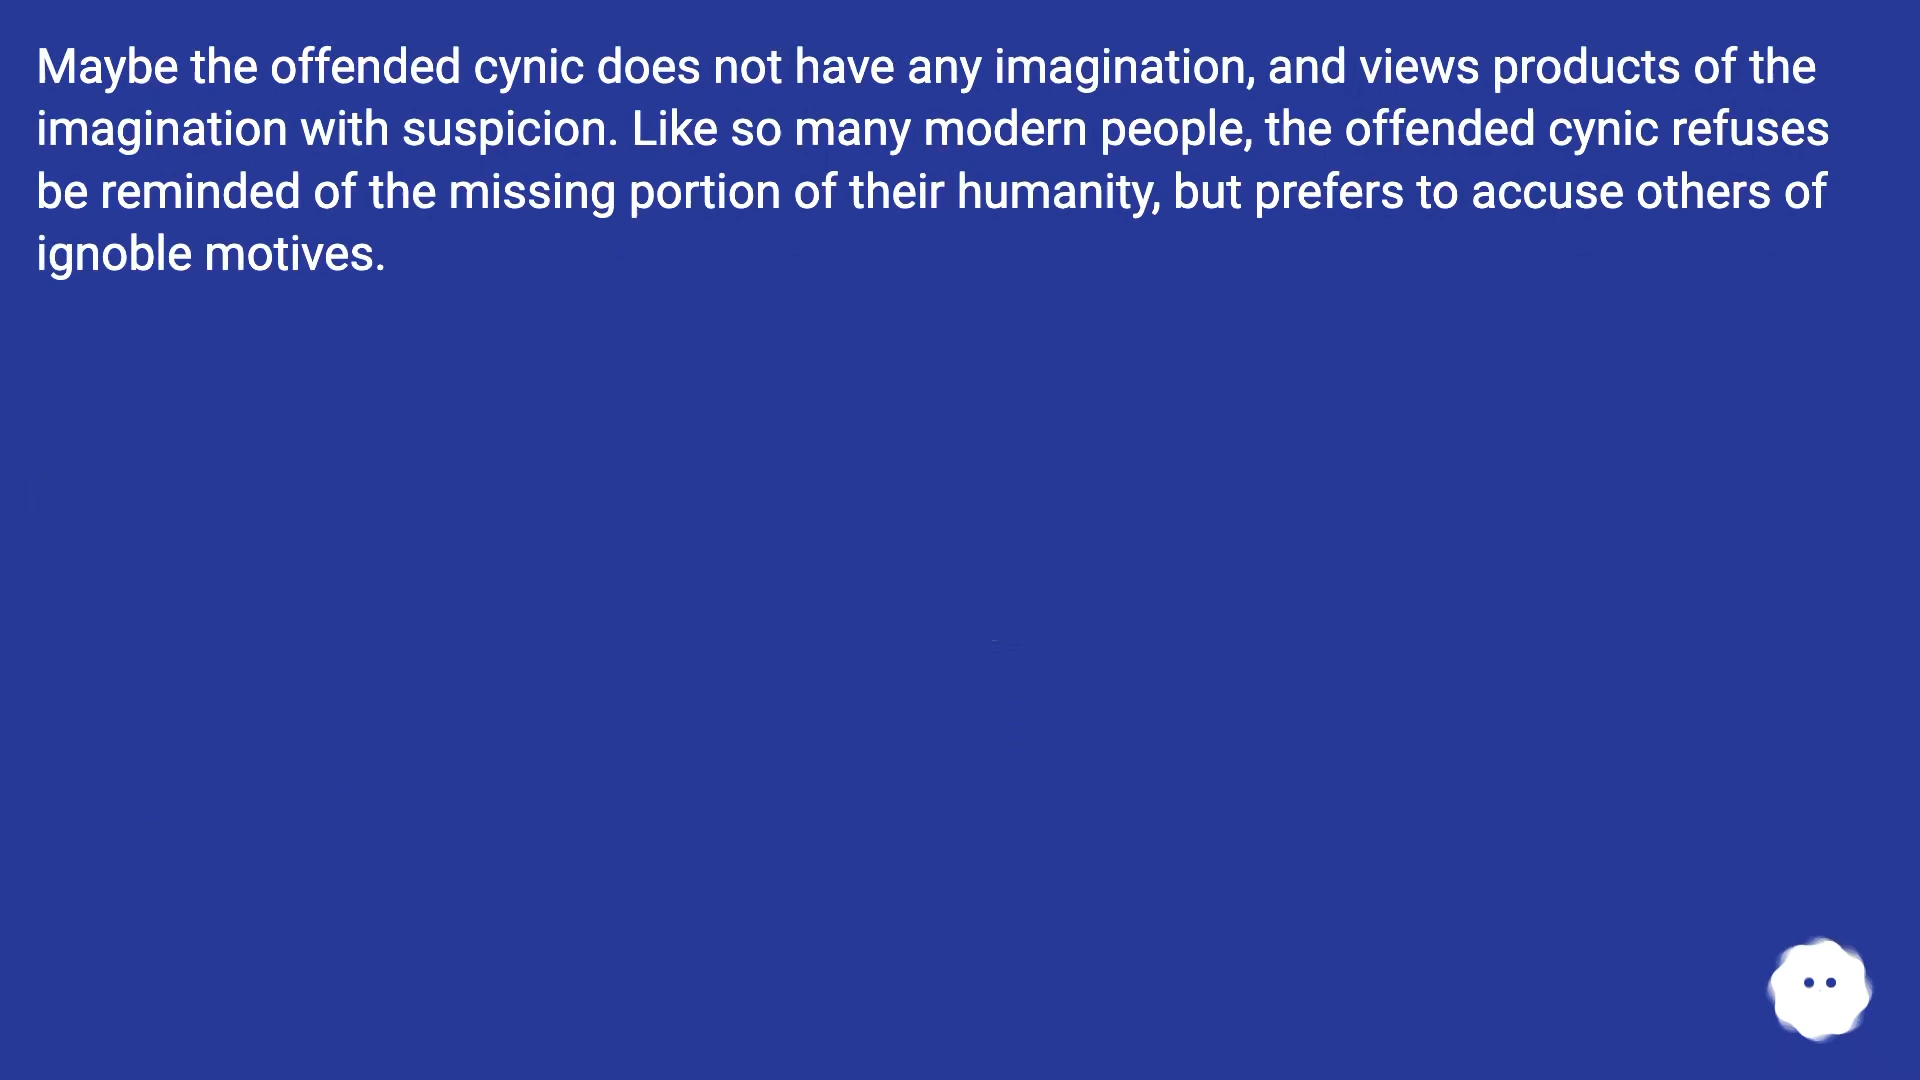 Maybe the offended cynic does not have any imagination, and views products of the
imagination with suspicion. Like so many modern people, the offended cynic refuses
be reminded of the missing portion of their humanity, but prefers to accuse others of
ignoble motives.